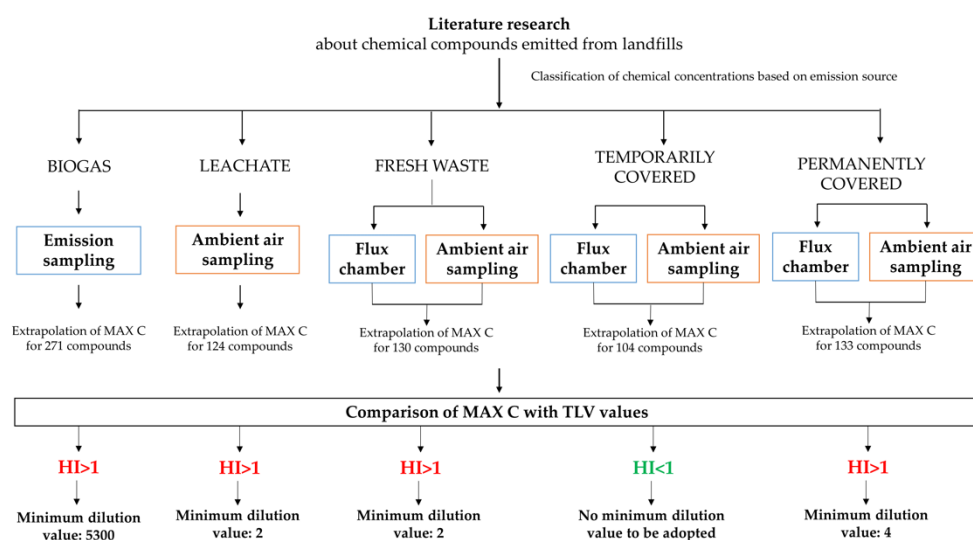 Literature research
about chemical compounds emitted from landfills
Classification of chemical concentrations based on emission source
BIOGAS
LEACHATE
FRESH WASTE
TEMPORARILY
COVERED
PERMANENTLY
COVERED
Emission
sampling
Ambient air
sampling
Flux
chamber
Ambient air
sampling
Flux
chamber
Ambient air
sampling
Flux
chamber
Ambient air
sampling
Extrapolation of MAX C
for 271 compounds
Extrapolation of MAX C
for 124 compounds
Extrapolation of MAX C
for 130 compounds
Extrapolation of MAX C
for 104 compounds
Extrapolation of MAX C
for 133 compounds
Comparison of MAX C with TLV values
HI>1
HI>1
HI>1
HI<1
HI>1
Minimum dilution
value: 5300
Minimum dilution
value: 2
Minimum dilution
value: 2
No minimum dilution
value to be adopted
Minimum dilution
value: 4